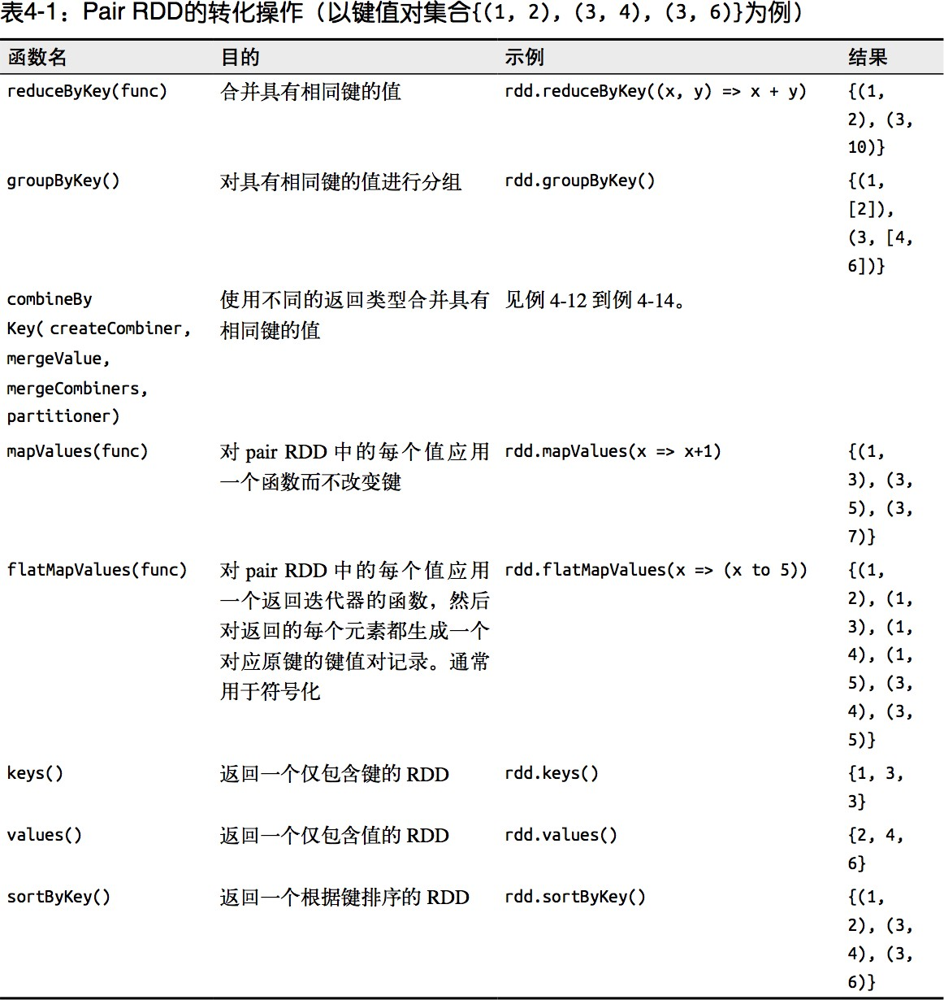 表4-1：Pair RDD的转化操作（以键值对集合{(1, 2), (3, 4), (3, 6)}为例）
函数名 目的 示例 结果
reduceByKey(func) 合并具有相同键的值 rdd.reduceByKey((x, y) => x + y) {(1,
2), (3,
10)}
groupByKey() 对具有相同键的值进行分组 rdd.groupByKey() {(1,
[2]),
(3, [4,
6])}
combineBy 使用不同的返回类型合并具有 见例 4-12 到例 4-14。
Key( createCombiner, 相同键的值
mergeValue,
mergeCombiners,
partitioner)
mapValues(func) 对 pair RDD 中的每个值应用 rdd.mapValues(x => x+1) {(1,
一个函数而不改变键 3), (3,
5), (3,
7)}
flatMapValues(func) 对 pair RDD 中的每个值应用 rdd.flatMapValues(x => (x to 5)) {(1,
一个返回迭代器的函数，然后 2), (1,
对返回的每个元素都生成一个 3), (1,
对应原键的键值对记录。通常 4), (1,
用于符号化 5), (3,
4), (3,
5)}
keys() 返回一个仅包含键的 RDD rdd.keys() {1, 3,
3}
values() 返回一个仅包含值的 RDD rdd.values() {2, 4,
6}
sortByKey() 返回一个根据键排序的 RDD rdd.sortByKey() {(1,
2), (3,
4), (3,
6)}